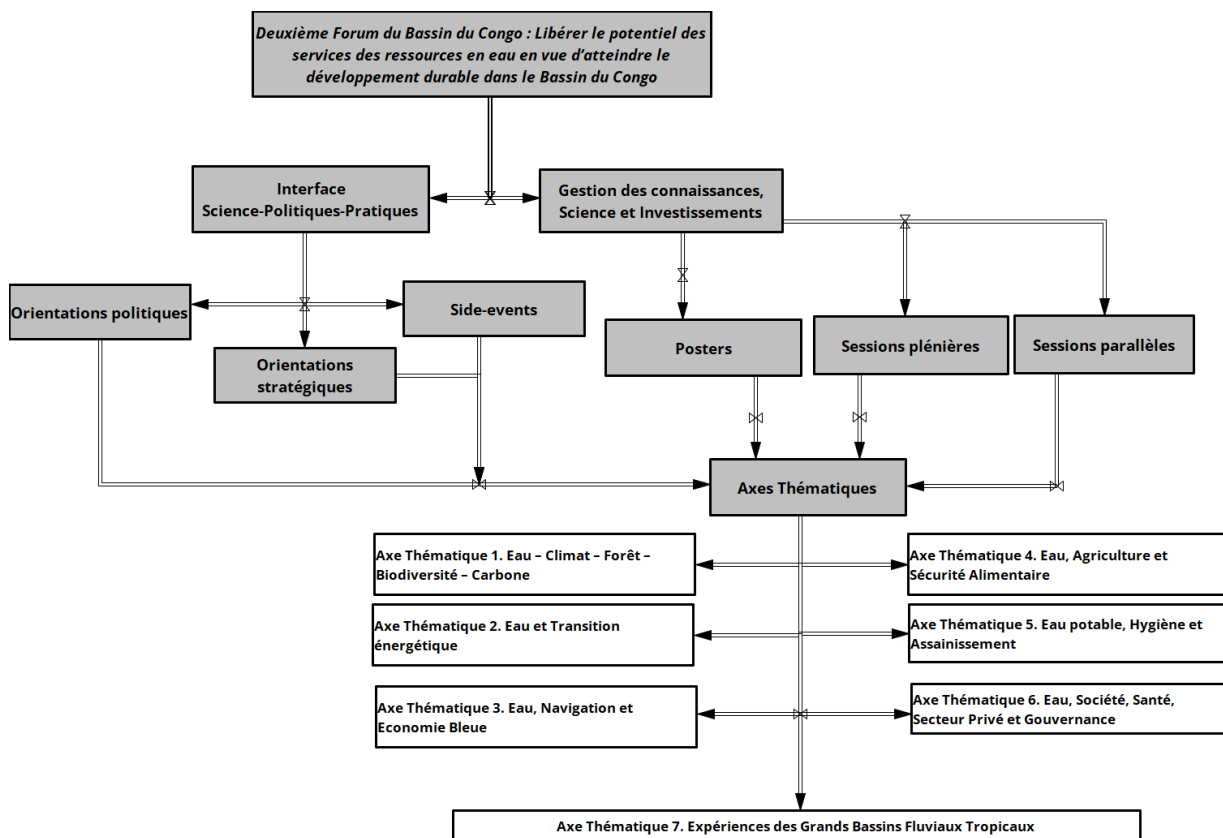 Deuxième Forum du Bassin du Congo : Libérer le potentiel des
services des ressources en eau en vue d’atteindre le
développement durable dans le Bassin du Congo
Interface
Science-Politiques-Pratiques
Gestion des connaissances,
Science et Investissements
Orientations politiques
Side-events
Orientations
stratégiques
Posters
Sessions plénières
Sessions parallèles
Axes Thématiques
Axe Thématique 1. Eau – Climat – Forêt –
Biodiversité – Carbone
Axe Thématique 4. Eau, Agriculture et
Sécurité Alimentaire
Axe Thématique 2. Eau et Transition
énergétique
Axe Thématique 5. Eau potable, Hygiène et
Assainissement
Axe Thématique 3. Eau, Navigation et
Economie Bleue
Axe Thématique 6. Eau, Société, Santé,
Secteur Privé et Gouvernance
Axe Thématique 7. Expériences des Grands Bassins Fluviaux Tropicaux